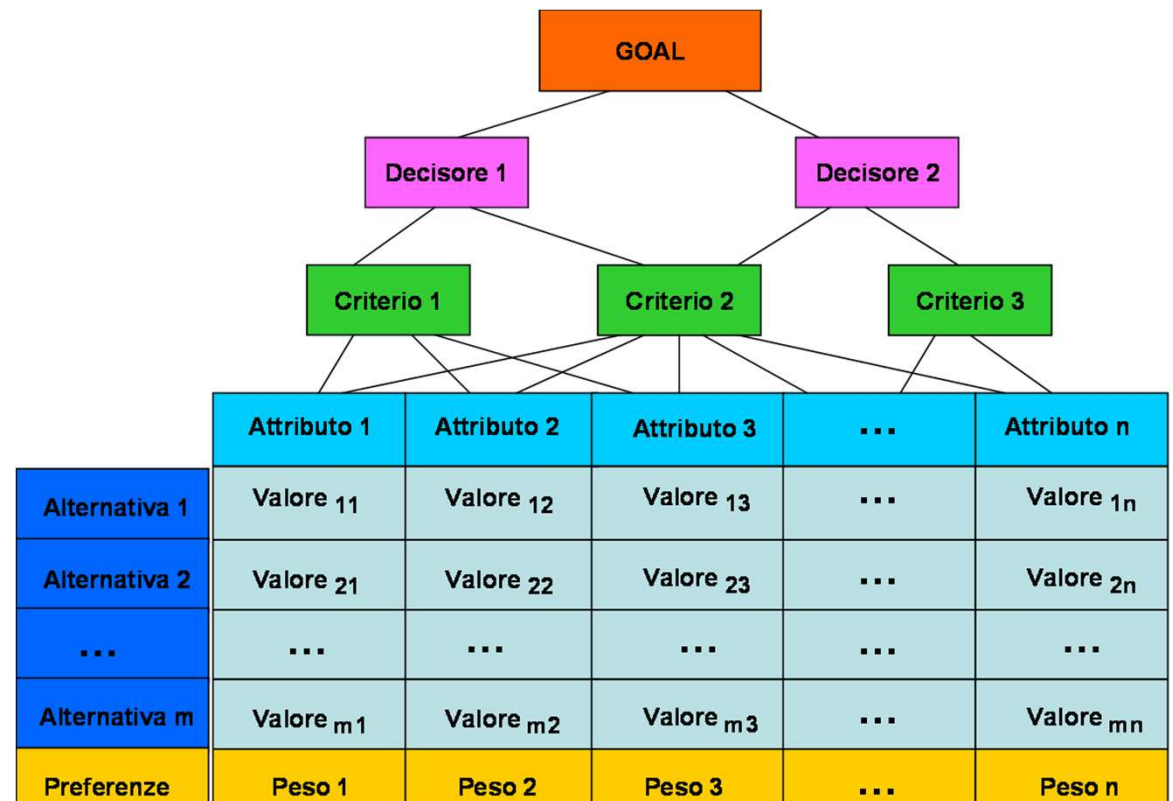 GOAL
Decisore 1 Decisore 2
Criterio 1 Criterio 2 Criterio 3
Attributo 1 Attributo 2 Attributo 3 ... Attributo n
Alternativa 1 Valore 11 Valore 12 Valore 13 ... Valore 1n
Alternativa 2 Valore 21 Valore 22 Valore 23 ... Valore 2n
... ... ... ... ... ...
Alternativa m Valore m1 Valore m2 Valore m3 ... Valore mn
Preferenze Peso 1 Peso 2 Peso 3 ... Peso n